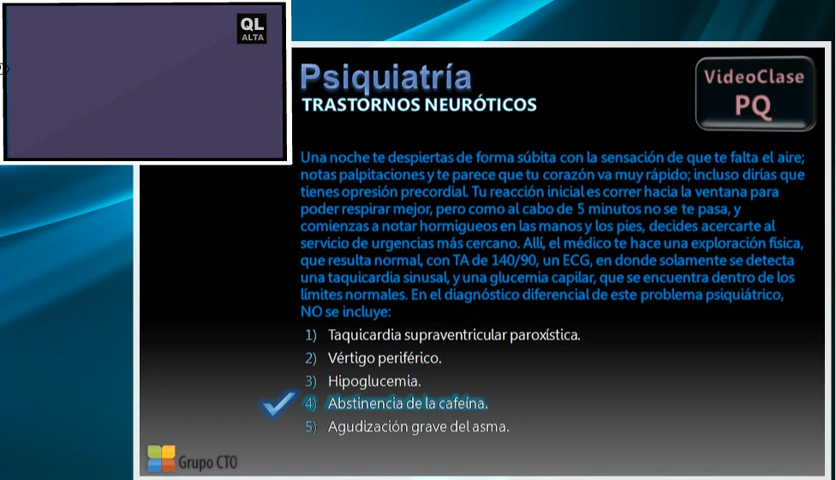 QL
ALTA
Psiquiatría
TRASTORNOS NEURÓTICOS
VideoClase
PQ
Una noche te despiertas de forma súbita con la sensación de que te falta el aire;
notas palpitaciones y te parece que tu corazón va muy rápido; incluso dirías que
tienes opresión precordial. Tu reacción inicial es correr hacia la ventana para
poder respirar mejor, pero como al cabo de 5 minutos no se te pasa, y
comienzas a notar hormigueos en las manos y los pies, decides acercarte al
servicio de urgencias más cercano. Allí, el médico te hace una exploración física,
que resulta normal, con TA de 140/90, un ECG, en donde solamente se detecta
una taquicardia sinusal, y una glucemia capilar, que se encuentra dentro de los
límites normales. En el diagnóstico diferencial de este problema psiquiátrico,
NO se incluye:
1) Taquicardia supraventricular paroxística.
2) Vértigo periférico.
3) Hipoglucemia.
4) Abstinencia de la cafeína.
5) Agudización grave del asma.
Grupo CTO